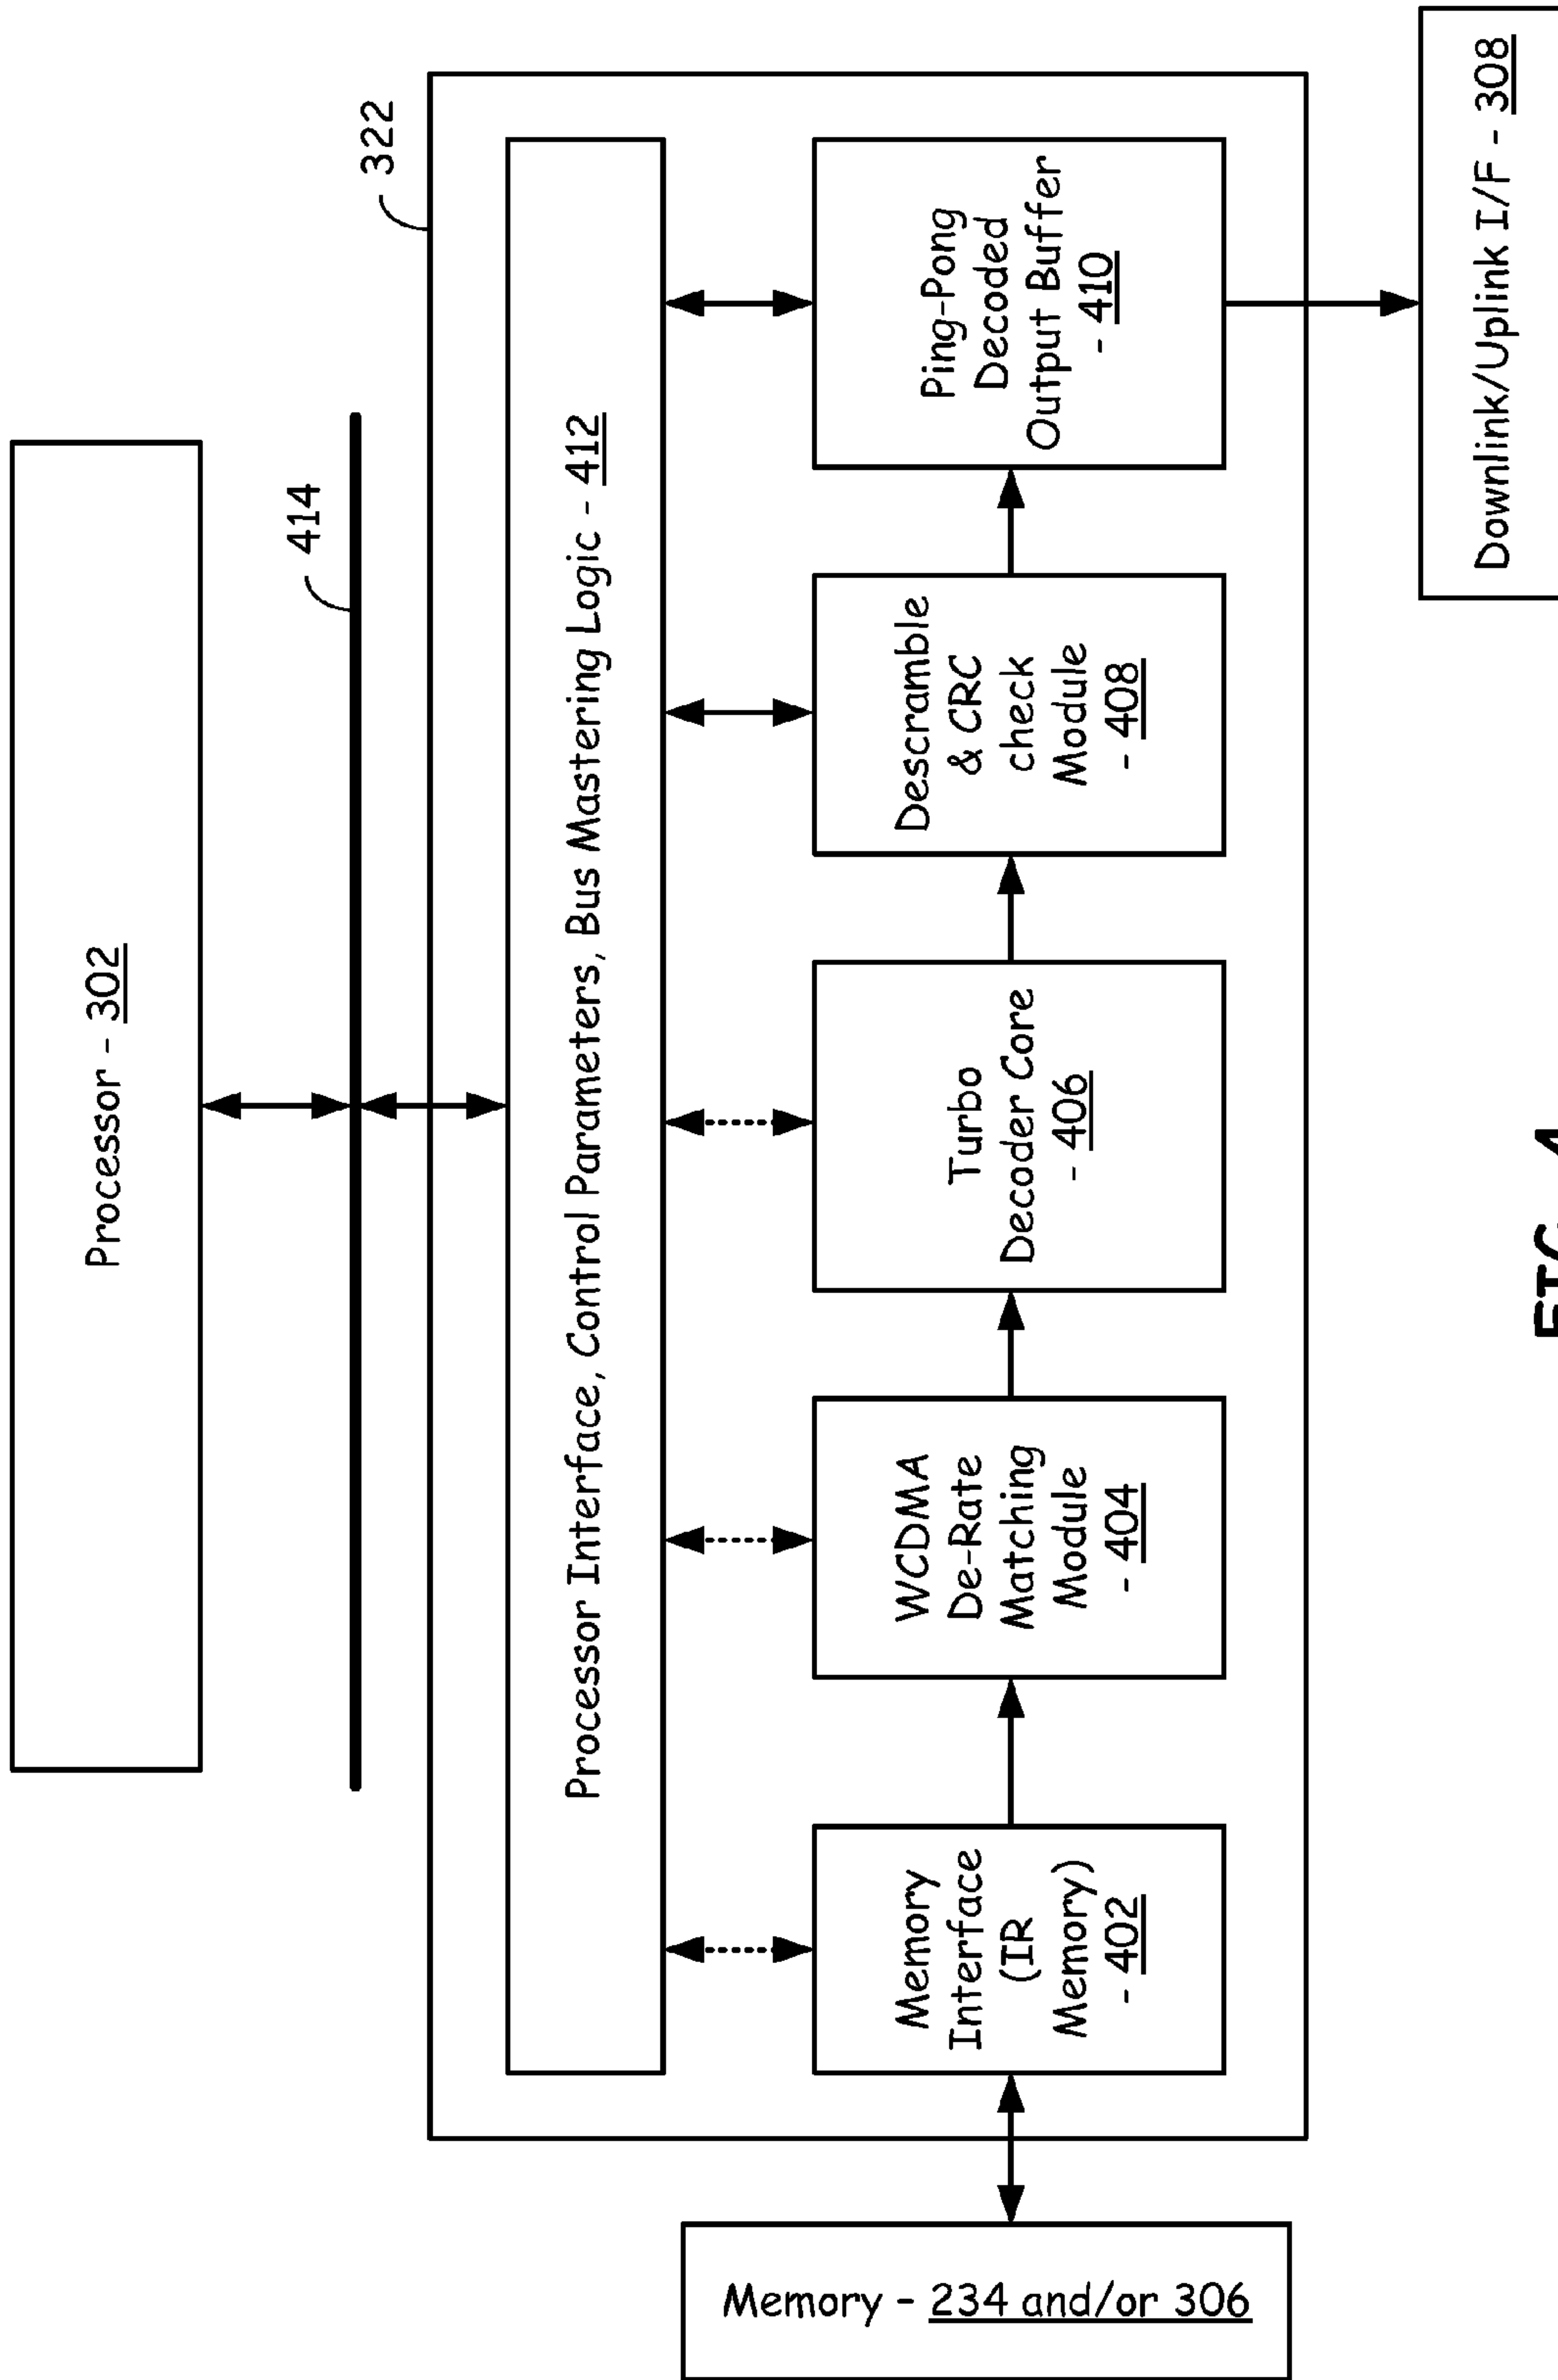 Processor - 302
414
322
Processor Interface, Control Parameters, Bus Mastering Logic - 412
Memory
Interface
(IR
Memory)
- 402
WCDMA
De-Rate
Matching
Module
- 404
Turbo
Decoder Core
- 406
Descramble
& CRC
check
Module
- 408
Ping-Pong
Decoded
Output Buffer
- 410
Memory - 234 and/or 306
Downlink/Uplink I/F - 308
FIG. 4